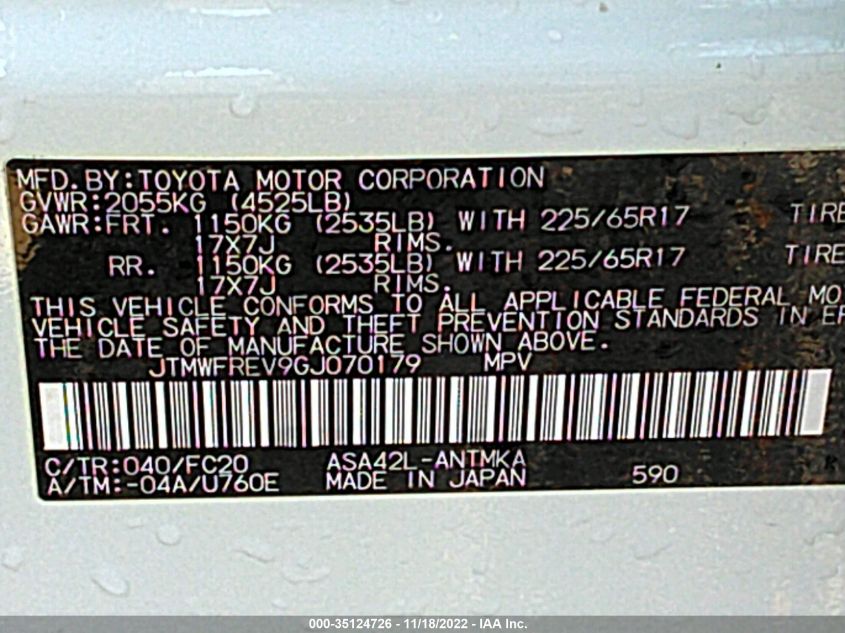 MFD.BY:TOYOTA MOTOR CORPORATION
GVWR:2055KG (4525LB)
GAWR:FRT. 1150KG (2535LB) WITH 225/65R17 TIRE
17X7J RIMS.
RR. 1150KG (2535LB) WITH 225/65R17 TIRE
17X7J RIMS.
THIS VEHICLE CONFORMS TO ALL APPLICABLE FEDERAL MO
VEHICLE SAFETY AND THEFT PREVENTION STANDARDS IN EF
THE DATE OF MANUFACTURE SHOWN ABOVE.
JTMWFREV9GJ070179 MPV
C/TR:040/FC20 ASA42L-ANTMKA
A/TM:-04A/U760E MADE IN JAPAN 590
000-35124726 - 11/18/2022 - IAA Inc.